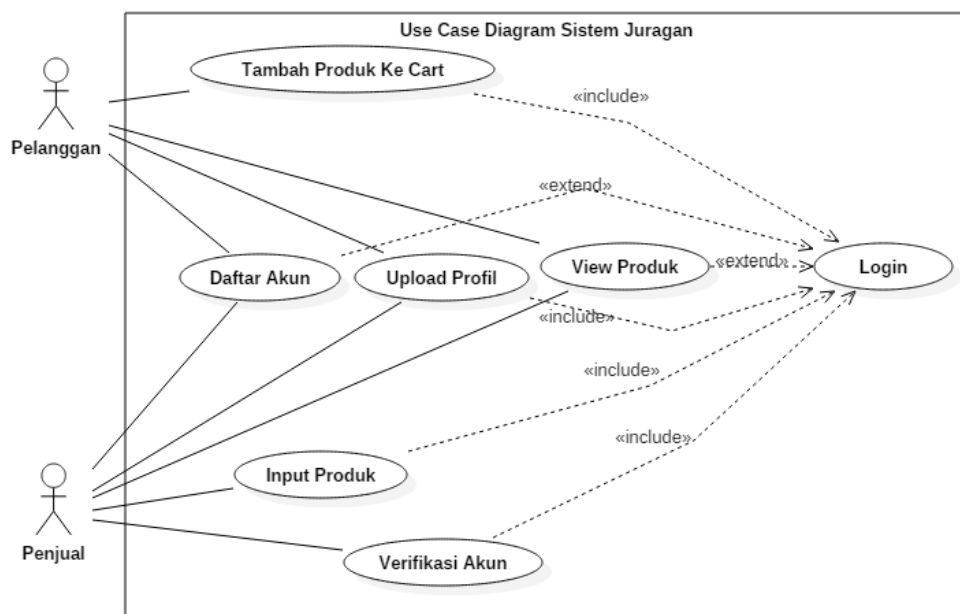 Use Case Diagram Sistem Juragan
Tambah Produk Ke Cart
«include»
Pelanggan
«extend»
Daftar Akun
Upload Profil
View Produk
«extend»
Login
«include»
«include»
«include»
Input Produk
Penjual
Verifikasi Akun